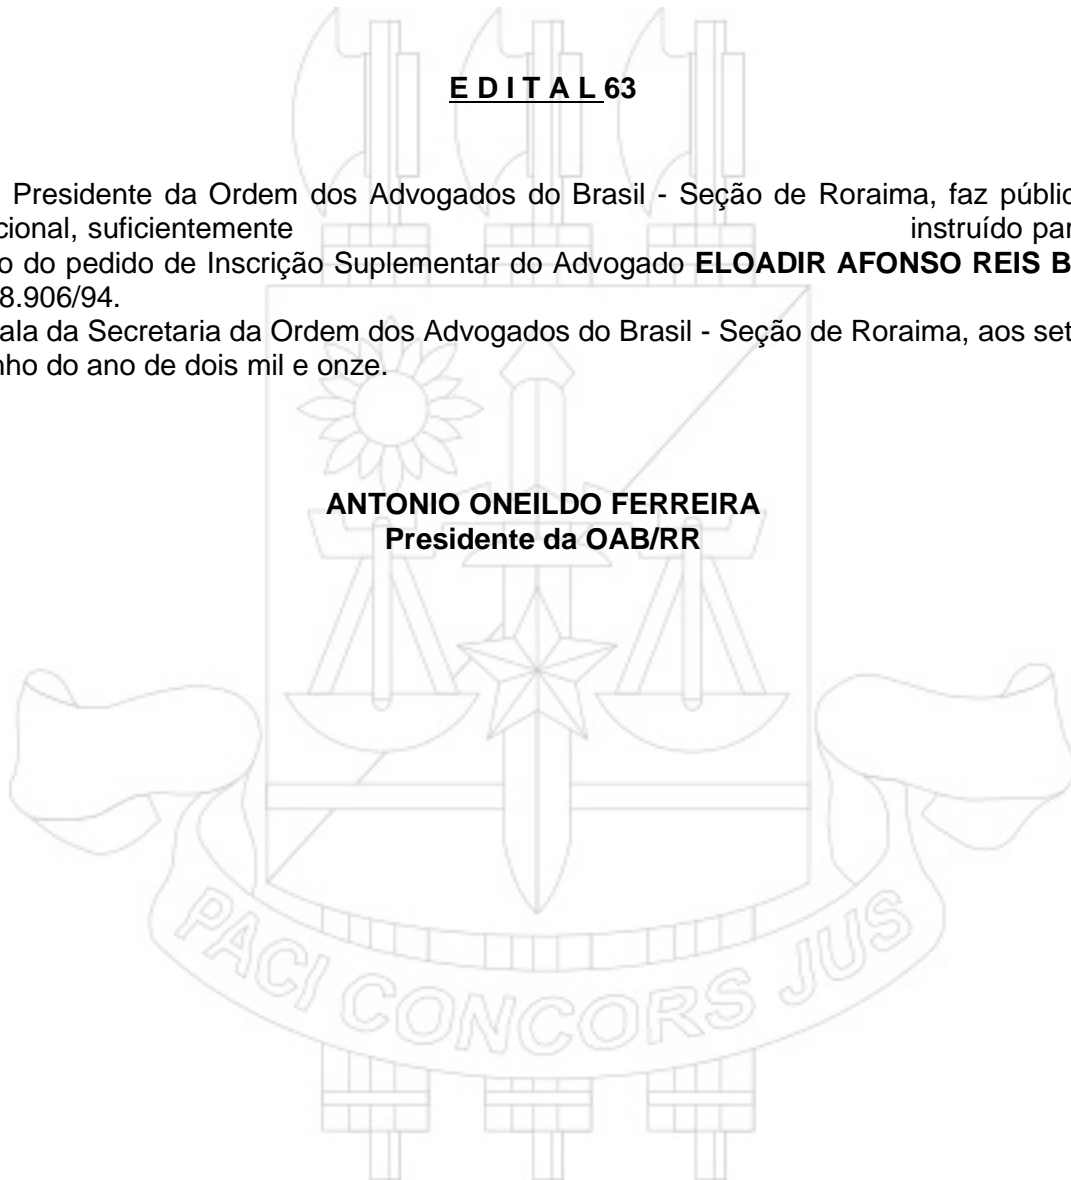 E D I T A L 63
Presidente da Ordem dos Advogados do Brasil - Seção de Roraima, faz públic
cional, suficientemente instruído par
o do pedido de Inscrição Suplementar do Advogado ELOADIR AFONSO REIS B
8.906/94.
ala da Secretaria da Ordem dos Advogados do Brasil - Seção de Roraima, aos set
nho do ano de dois mil e onze.
ANTONIO ONEILDO FERREIRA
Presidente da OAB/RR
PACI CONCORS JUS